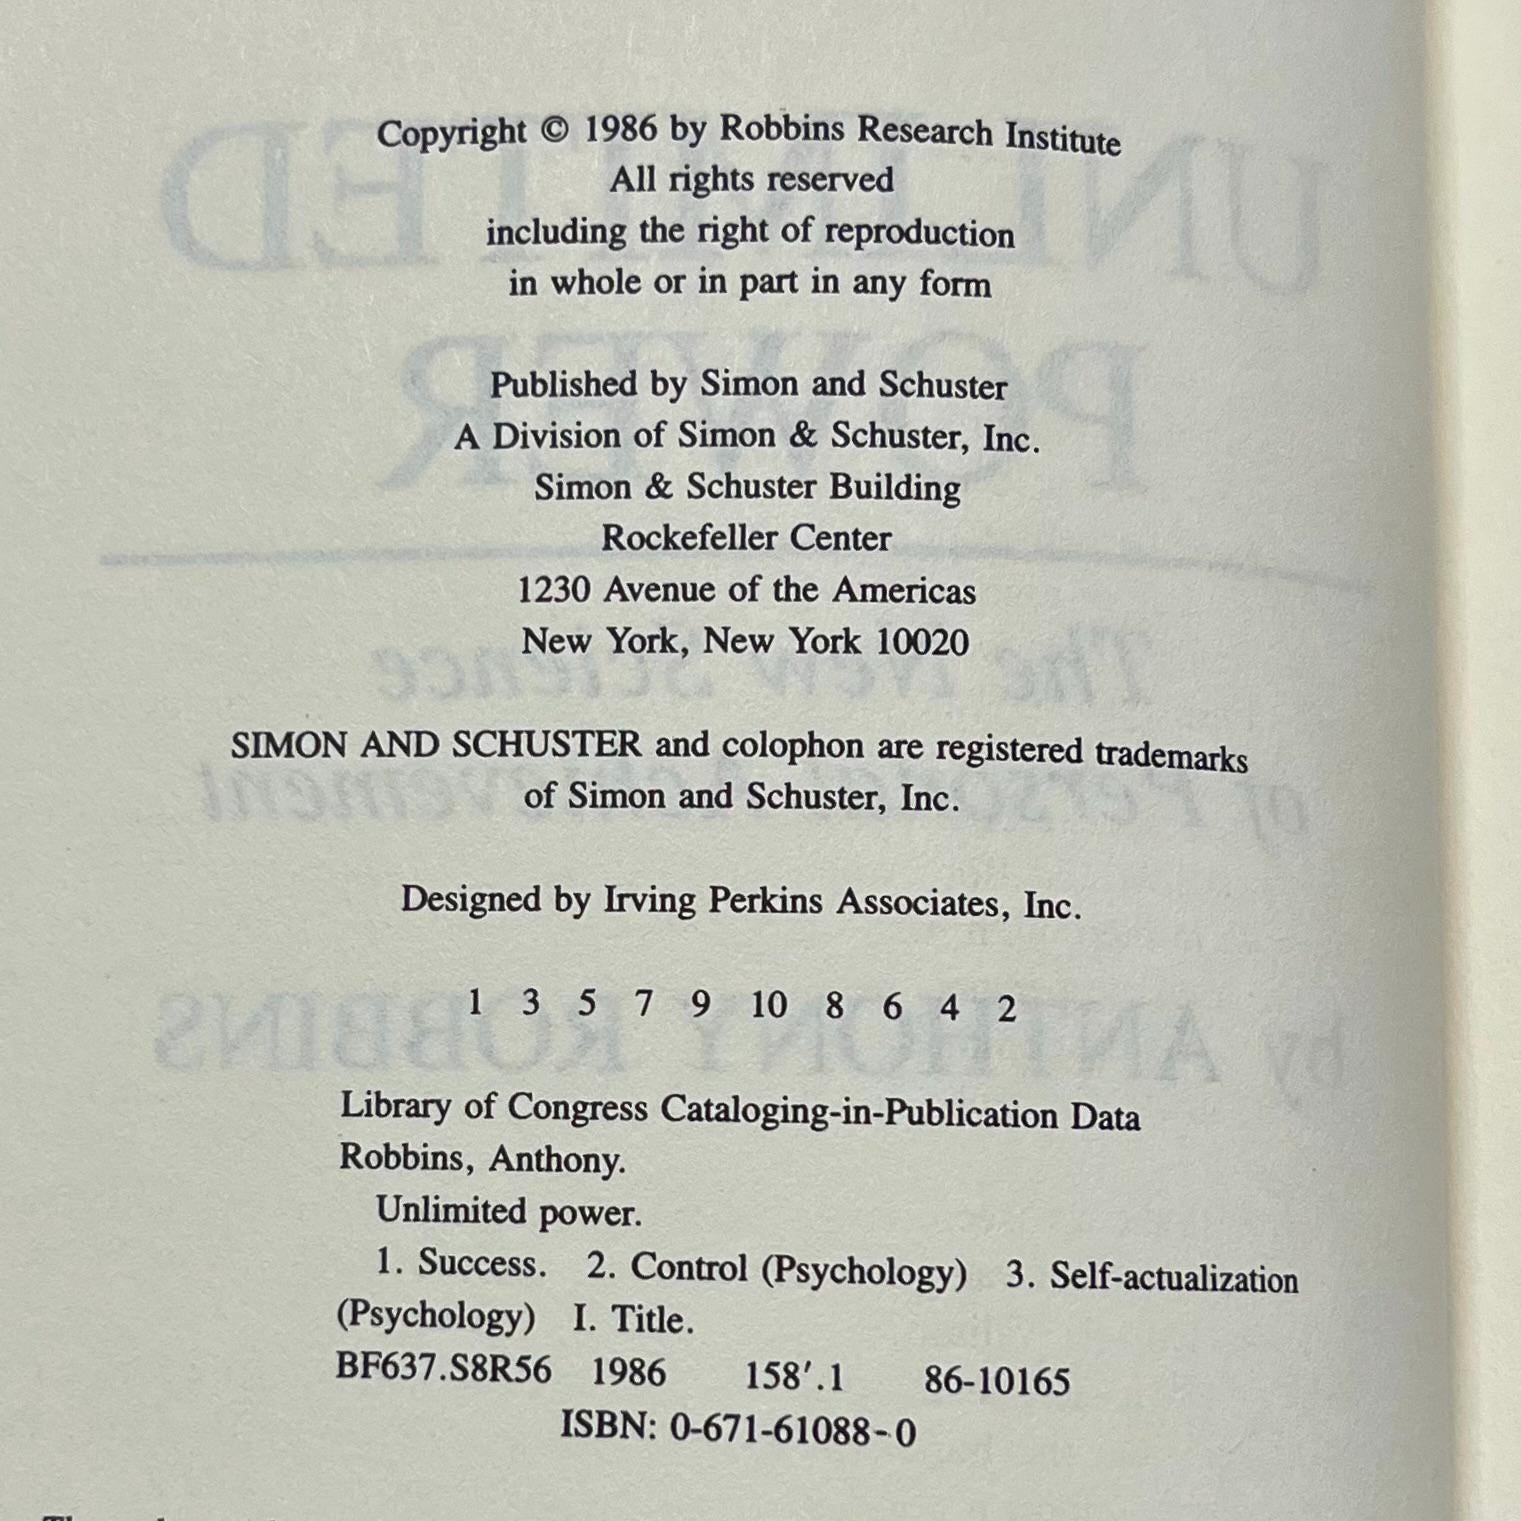 Copyright © 1986 by Robbins Research Institute
All rights reserved
including the right of reproduction
in whole or in part in any form
Published by Simon and Schuster
A Division of Simon & Schuster, Inc.
Simon & Schuster Building
Rockefeller Center
1230 Avenue of the Americas
New York, New York 10020
SIMON AND SCHUSTER and colophon are registered trademarks
of Simon and Schuster, Inc.
Designed by Irving Perkins Associates, Inc.
1 3 5 7 9 10 8 6 4 2
Library of Congress Cataloging-in-Publication Data
Robbins, Anthony.
Unlimited power.
1. Success. 2. Control (Psychology) 3. Self-actualization
(Psychology) I. Title.
BF637.S8R56 1986 158′.1 86-10165
ISBN: 0-671-61088-0